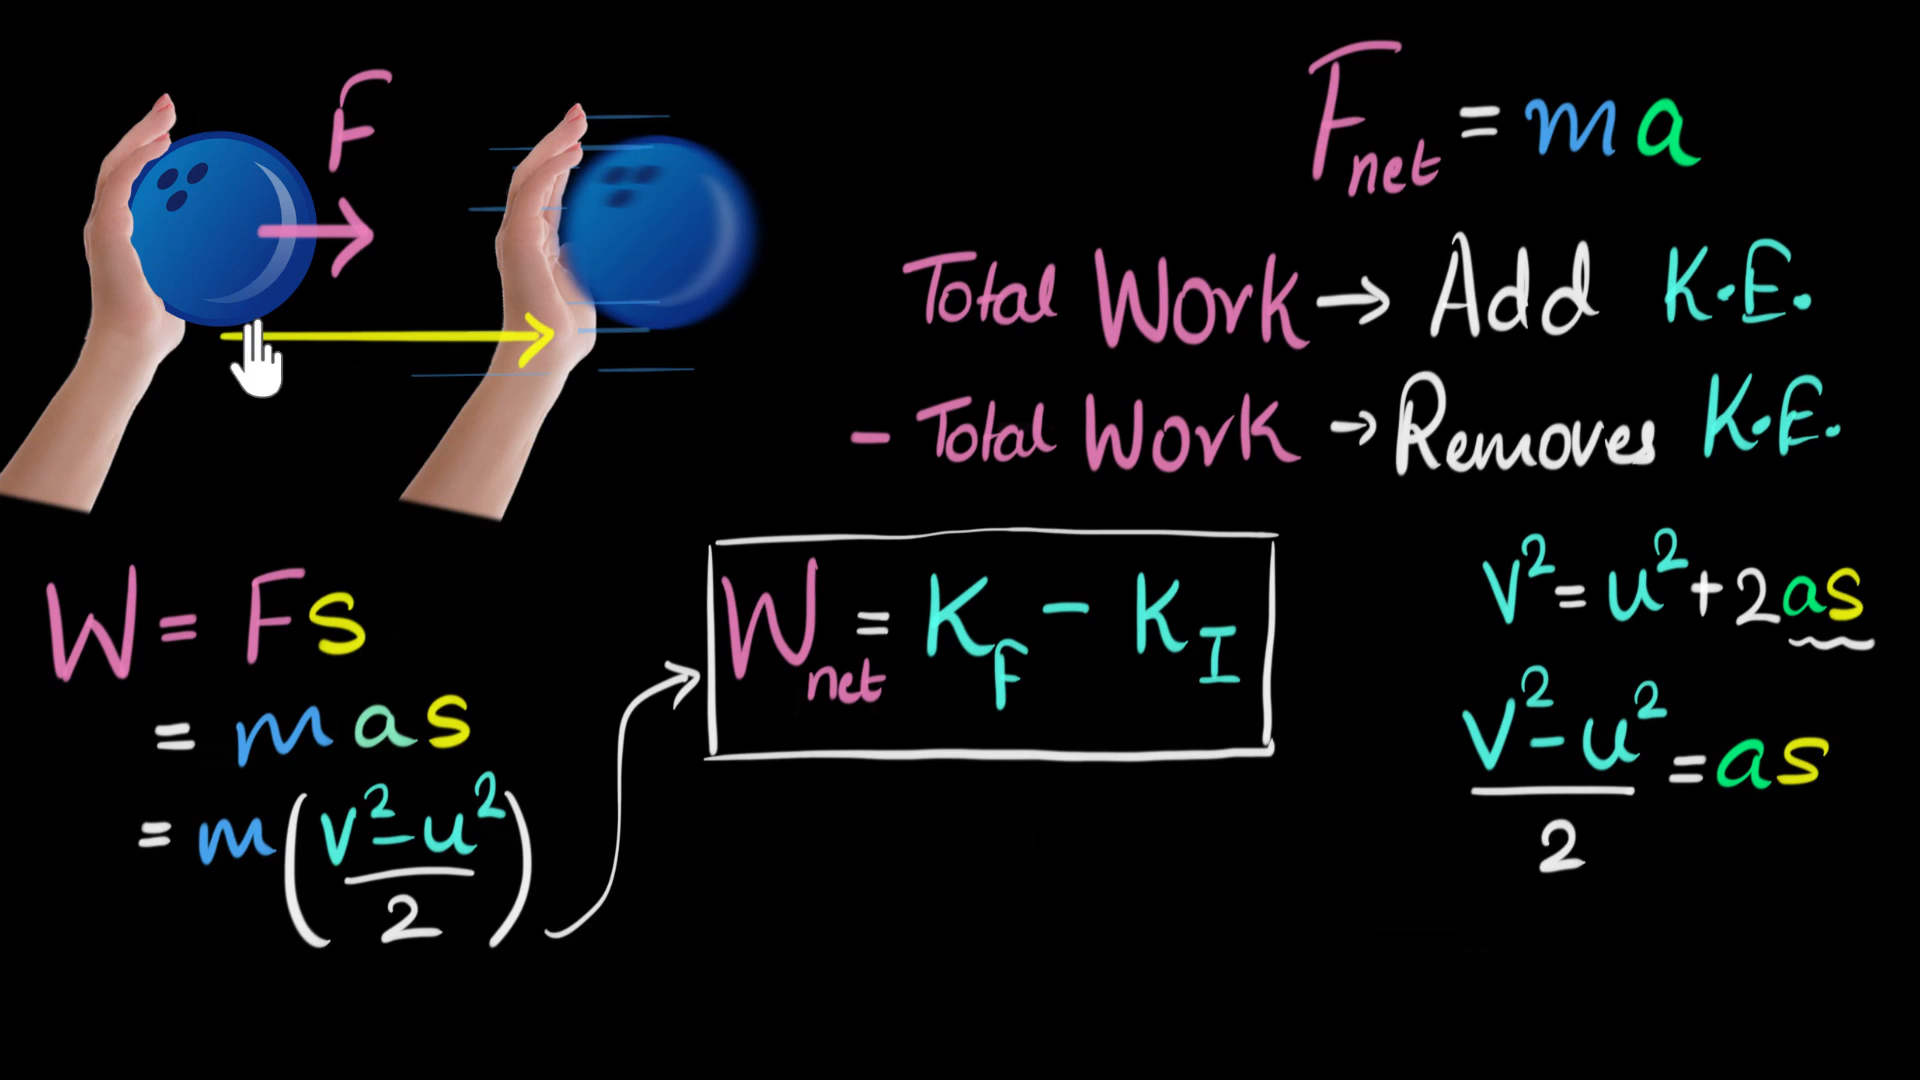 F
F_net = ma
Total Work → Add K.E.
- Total Work → Removes K.E.
W = Fs
= mas
= m(v²-u²/2)
W_net = K_F - K_I
v² = u² + 2as
v²-u²/2 = as